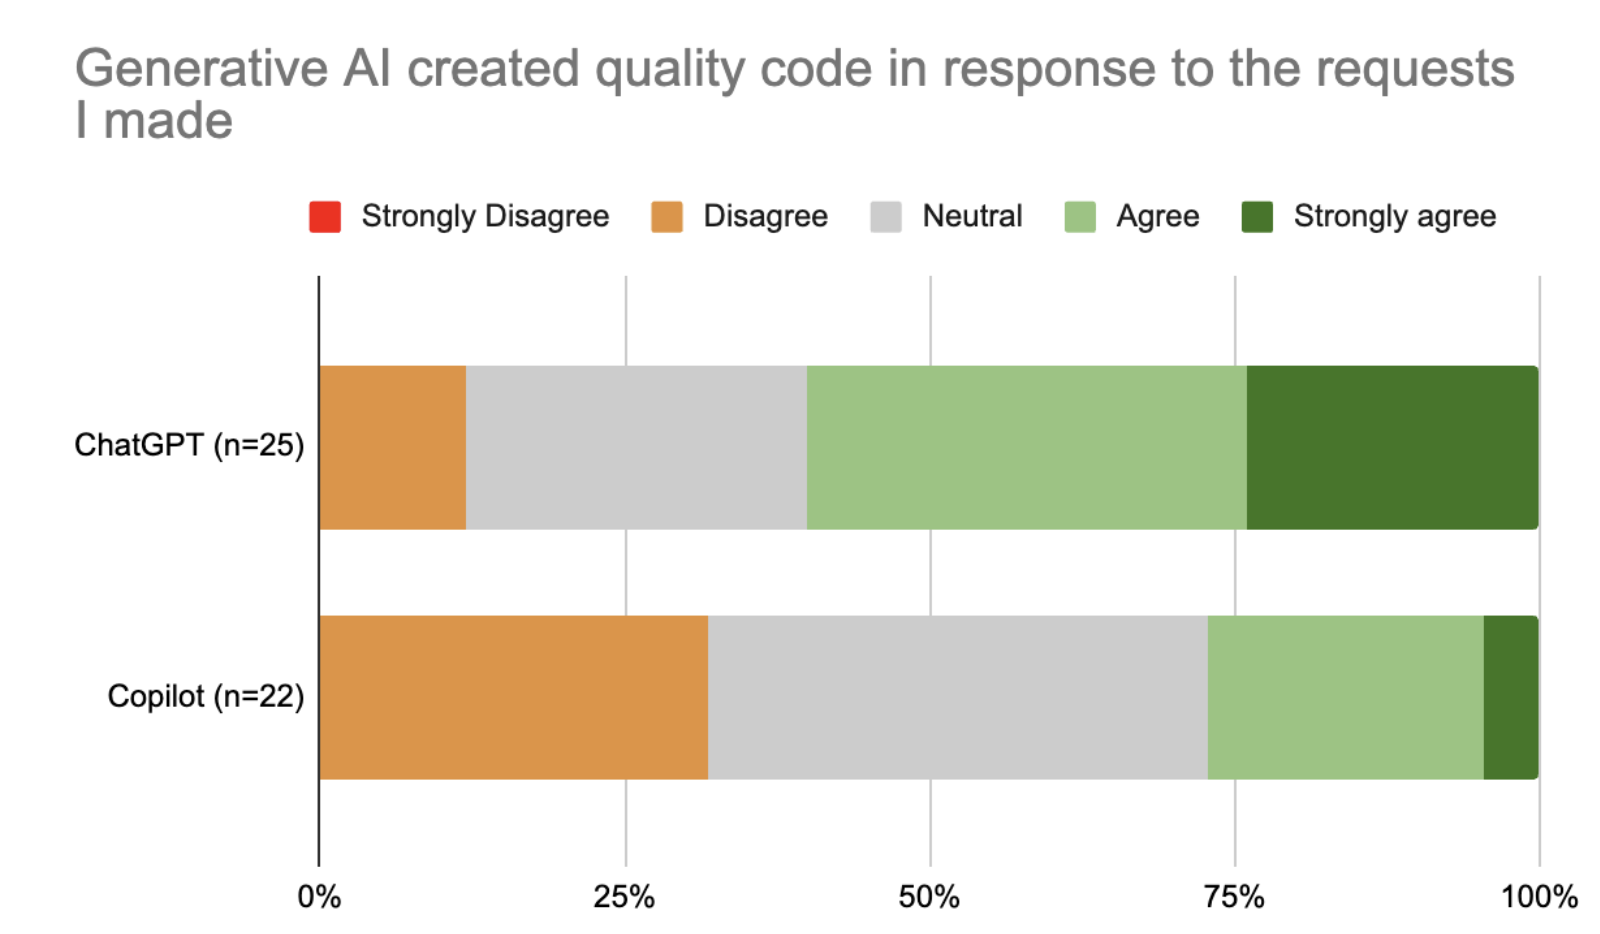 Generative AI created quality code in response to the requests
I made
Strongly Disagree Disagree Neutral Agree Strongly agree
ChatGPT (n=25)
Copilot (n=22)
0% 25% 50% 75% 100%